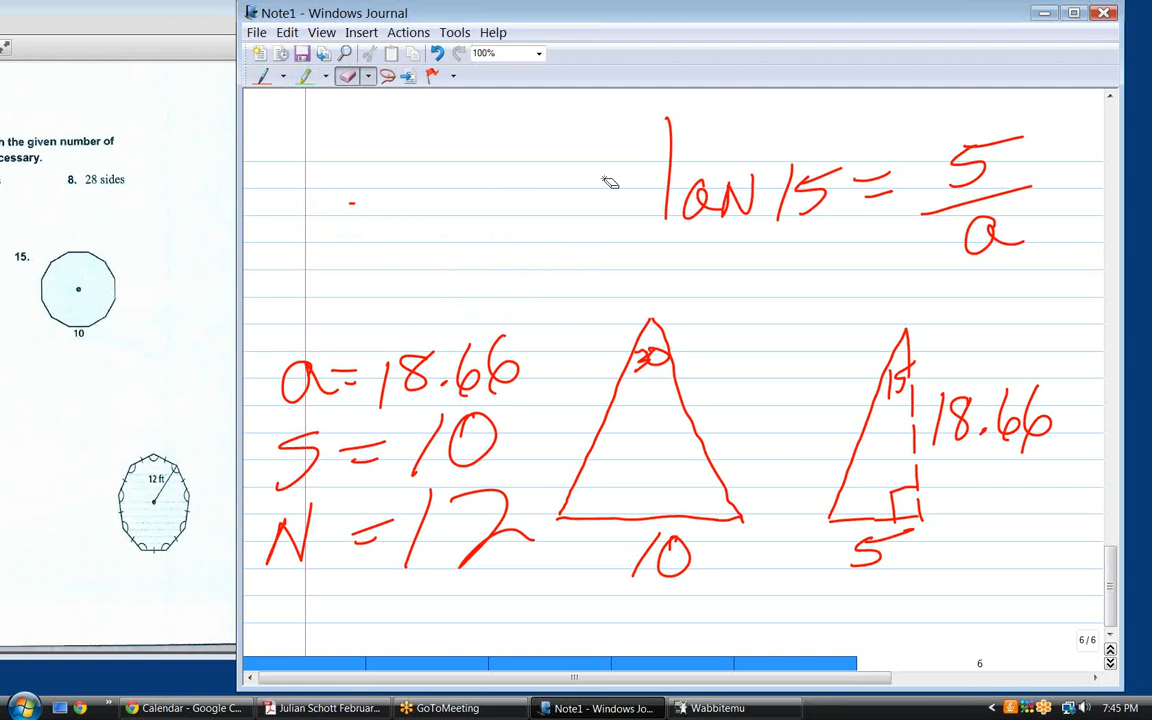 Note1 - Windows Journal
File Edit View Insert Actions Tools Help
100%
h the given number of
cessary.
8. 28 sides
15.
10
12 ft
tan 15 = 5/a
a = 18.66
s = 10
N = 12
30
10
15
18.66
5
6/6
6
Calendar - Google C...
Julian Schott Februar...
GoToMeeting
Note1 - Windows Jo...
Wabbitemu
7:45 PM